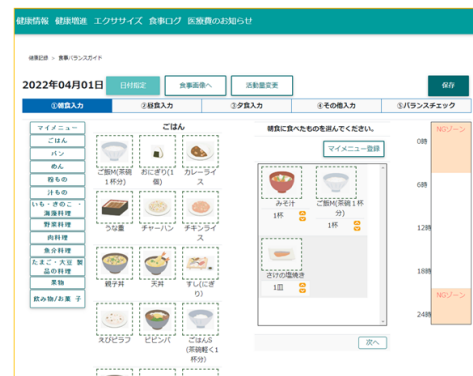 健康情報 健康増進 エクササイズ 食事ログ 医療費のお知らせ
健康記録 > 食事バランスガイド
2022年04月01日 日付指定 食事画像へ 活動量変更 保存
①朝食入力 ②昼食入力 ③夕食入力 ④その他入力 ⑤バランスチェック
マイメニュー
ごはん
パン
めん
粉もの
汁もの
いも・きのこ・
海藻料理
野菜料理
肉料理
魚介料理
たまご・大豆 製
品の料理
果物
飲み物/お菓 子
ごはん
ご飯M(茶碗
1杯分)
おにぎり(1
個)
カレーライ
ス
うな重
チャーハン
チキンライ
ス
親子丼
天丼
すし(にぎ
り)
えびピラフ
ビビンバ
ごはんS
(茶碗軽く1
杯分)
朝食に食べたものを選んでください。
マイメニュー登録
みそ汁
1杯
ご飯M(茶碗1杯
分)
1杯
さけの塩焼き
1皿
次へ
0時
NGゾーン
6時
12時
18時
NGゾーン
24時